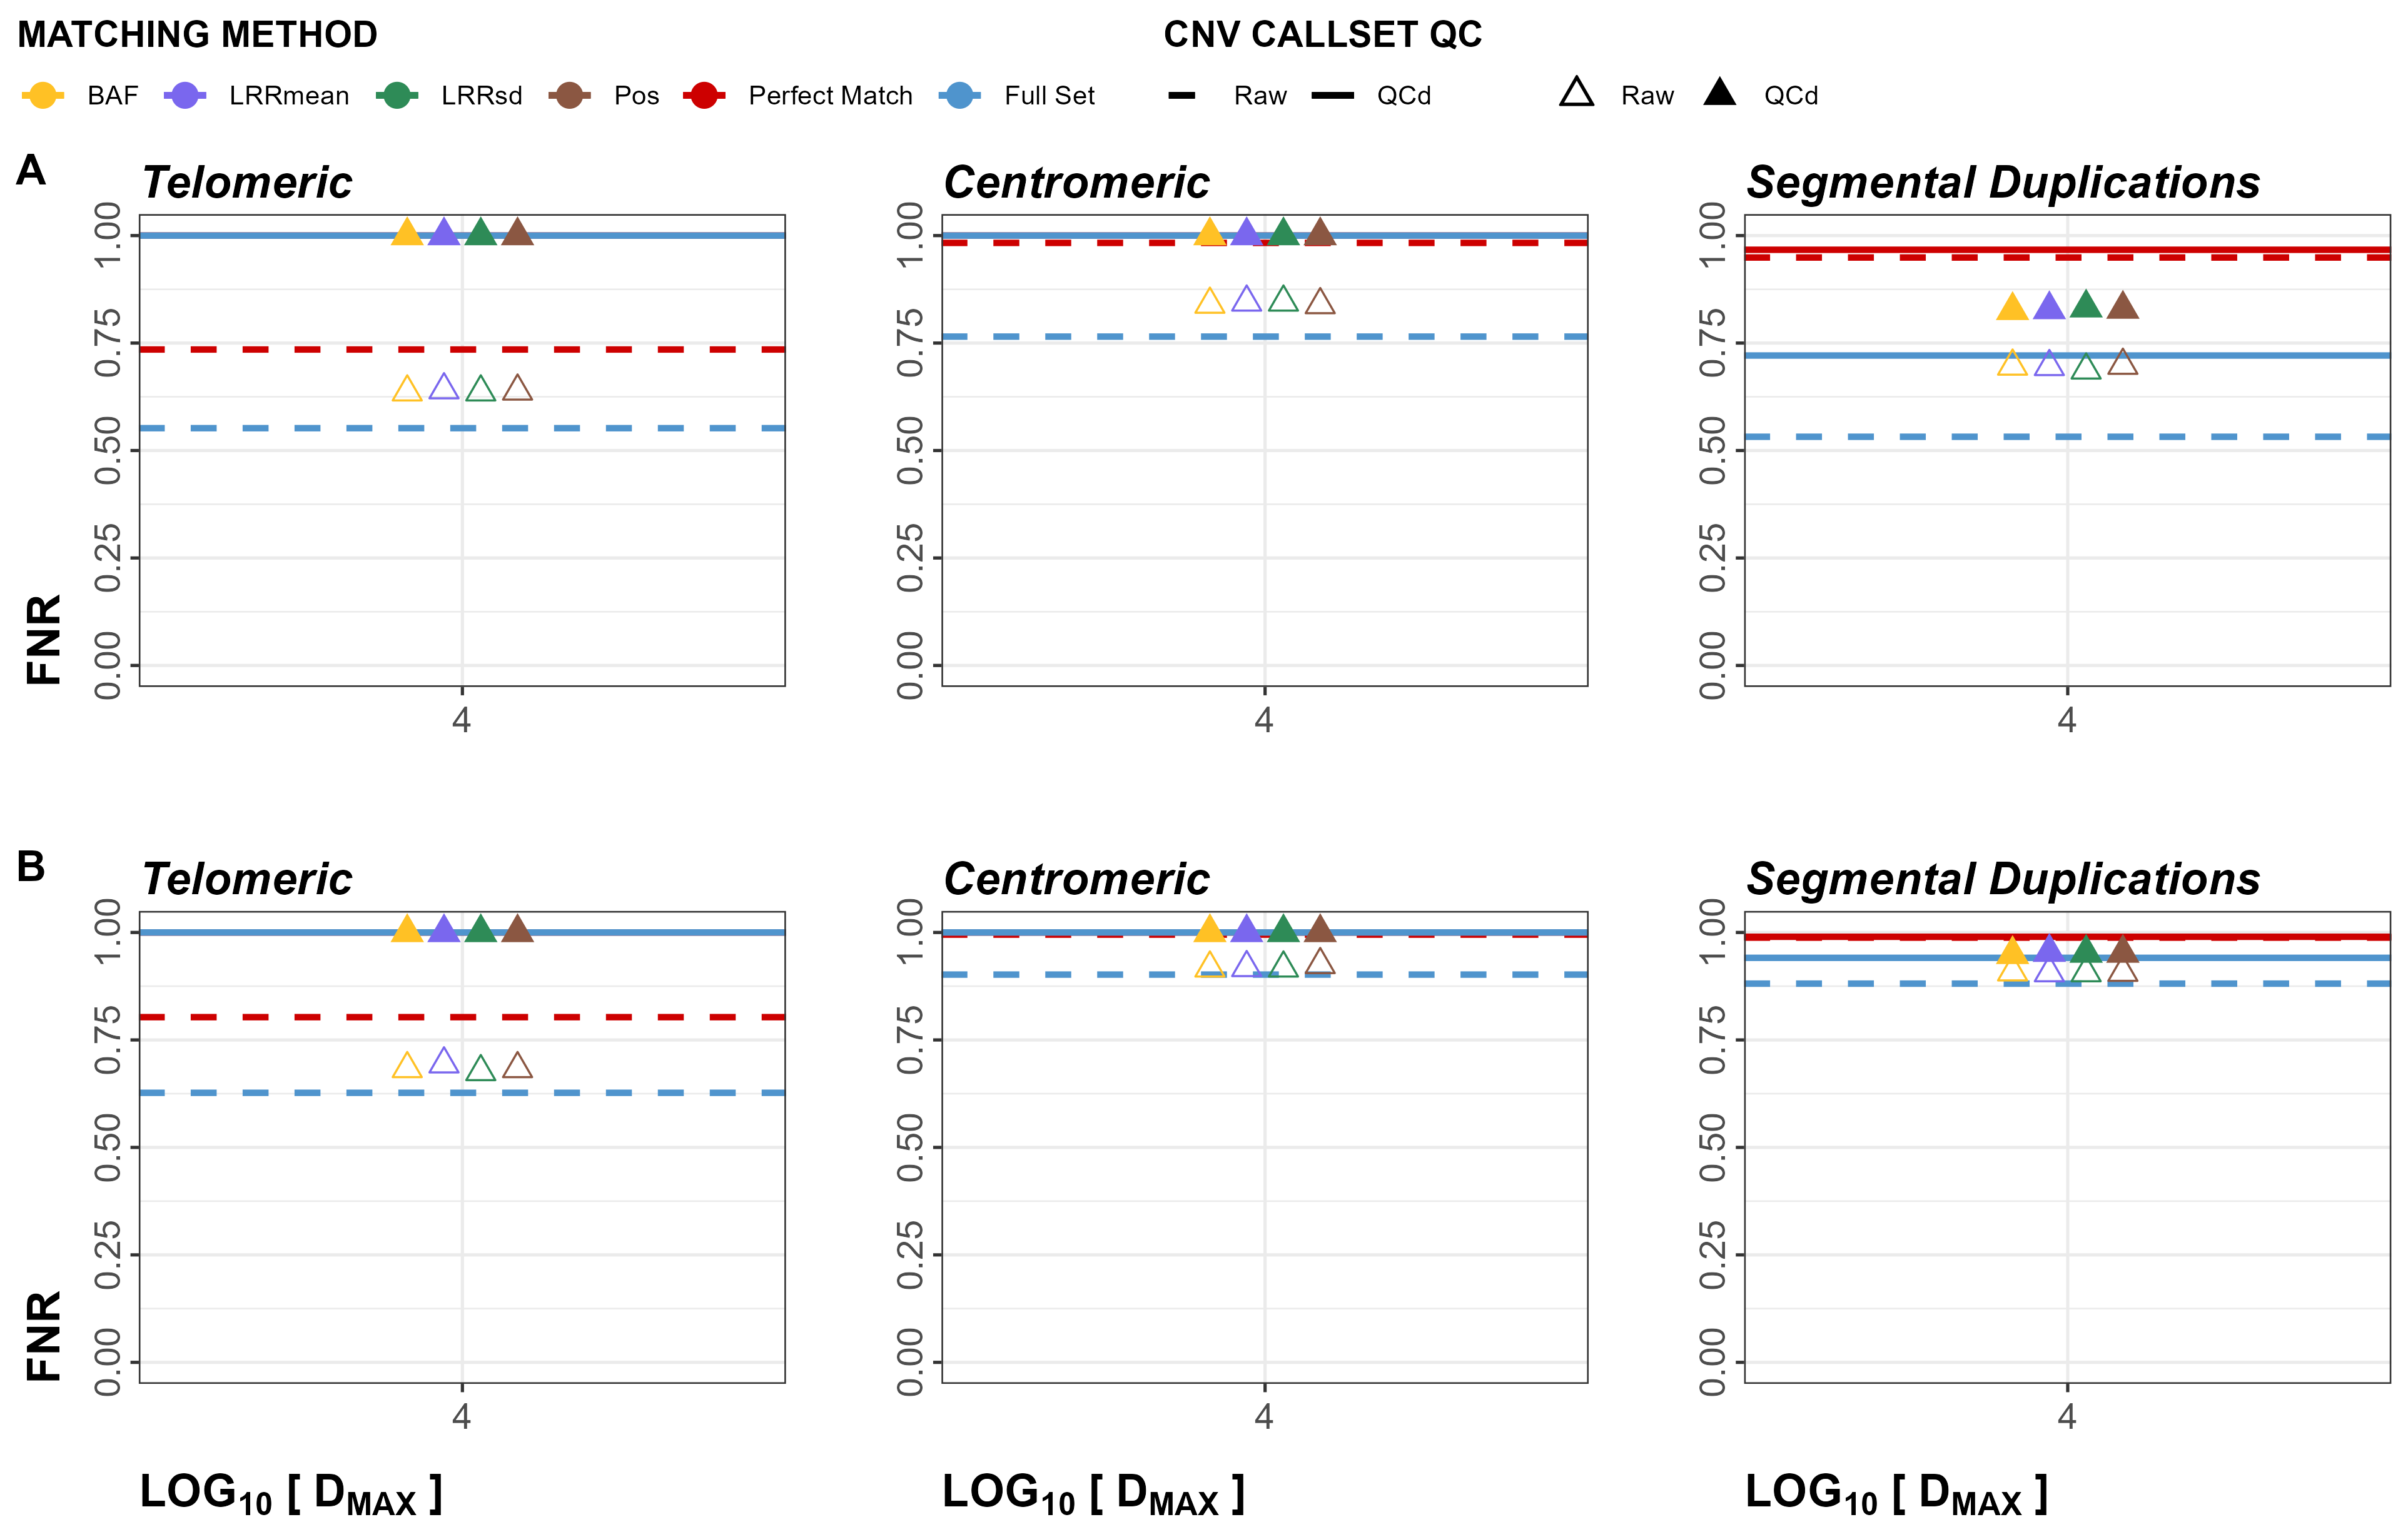 MATCHING METHOD CNV CALLSET QC
BAF LRRmean LRRsd Pos Perfect Match Full Set Raw QCd Raw QCd
A
Telomeric Centromeric Segmental Duplications
FNR
1.00 0.75 0.50 0.25 0.00
1.00 0.75 0.50 0.25 0.00
1.00 0.75 0.50 0.25 0.00
4 4 4
B
Telomeric Centromeric Segmental Duplications
FNR
1.00 0.75 0.50 0.25 0.00
1.00 0.75 0.50 0.25 0.00
1.00 0.75 0.50 0.25 0.00
4 4 4
LOG10 [ DMAX ] LOG10 [ DMAX ] LOG10 [ DMAX ]